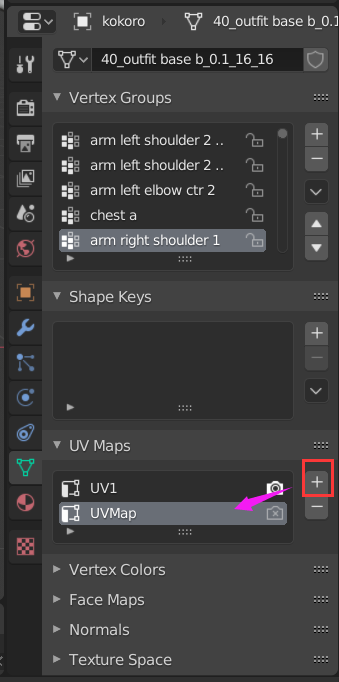 kokoro 40_outfit base b_0.1
40_outfit base b_0.1_16_16
Vertex Groups
arm left shoulder 2 ..
arm left shoulder 2 ..
arm left elbow ctr 2
chest a
arm right shoulder 1
Shape Keys
UV Maps
UV1
UVMap
Vertex Colors
Face Maps
Normals
Texture Space